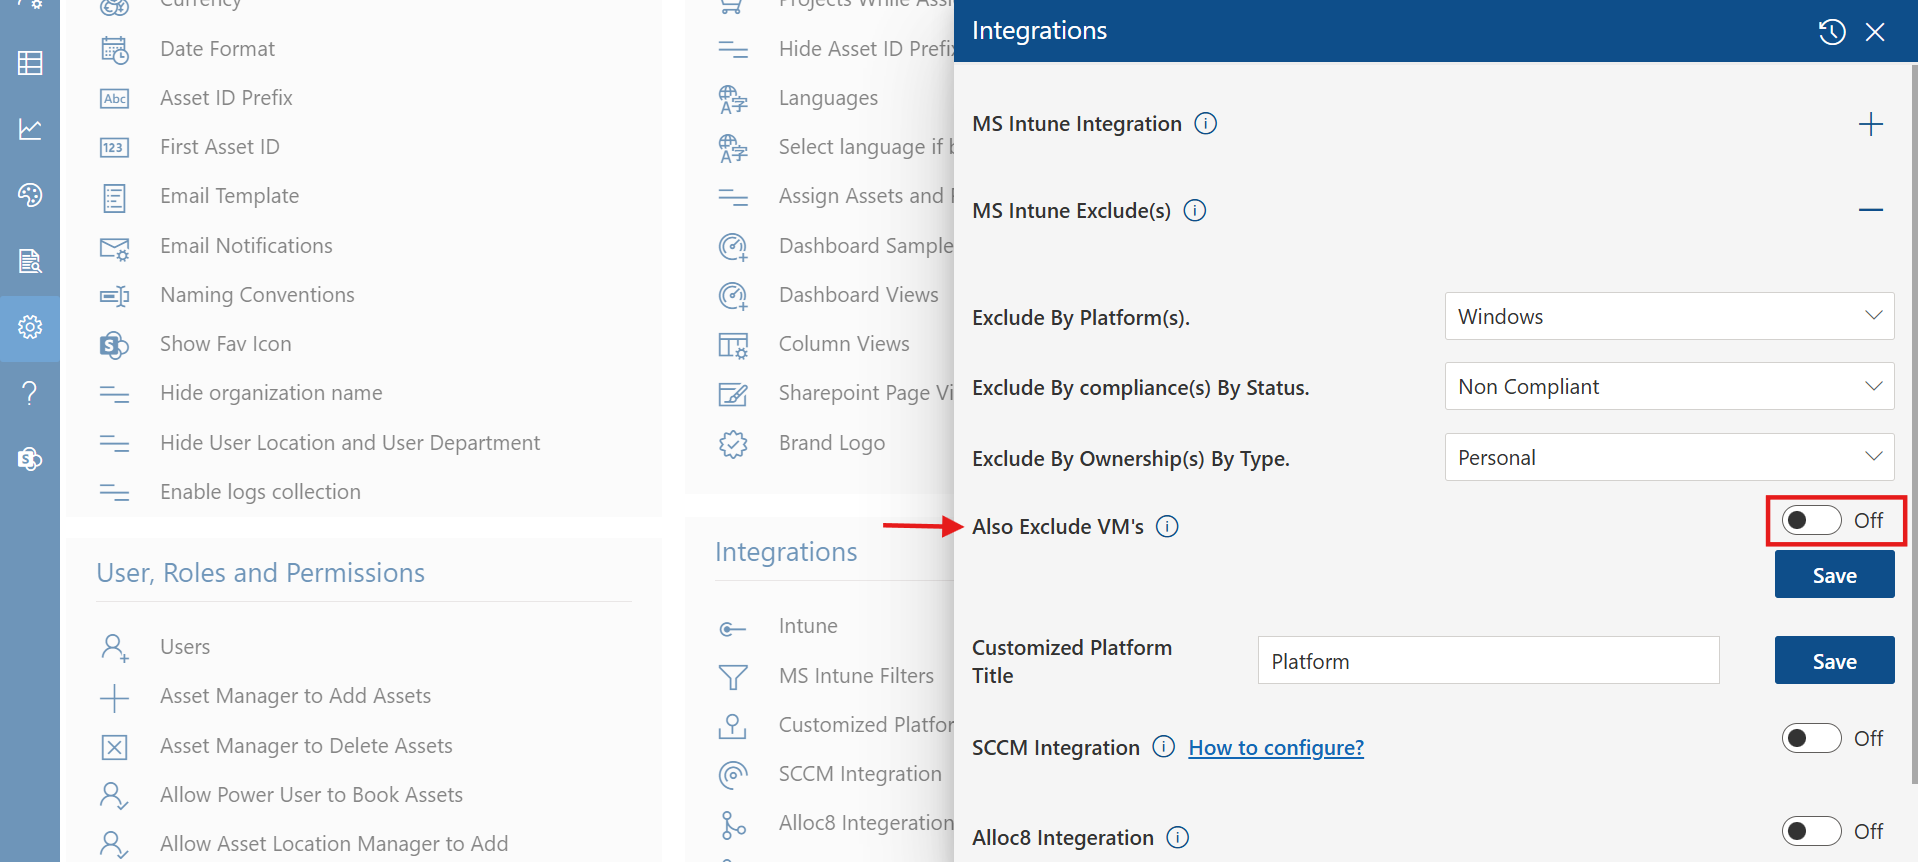 Currency
Date Format
Abc
Asset ID Prefix
123
First Asset ID
Email Template
Email Notifications
Naming Conventions
Show Fav Icon
Hide organization name
Hide User Location and User Department
Enable logs collection
User, Roles and Permissions
Users
Asset Manager to Add Assets
Asset Manager to Delete Assets
Allow Power User to Book Assets
Allow Asset Location Manager to Add
Projects While
Hide Asset ID Prefix
Languages
Select language if
Assign Assets and
Dashboard Sample
Dashboard Views
Column Views
Sharepoint Page
Brand Logo
Integrations
Intune
MS Intune Filters
Customized Platfor
SCCM Integration
Alloc8 Integeration
Integrations
MS Intune Integration
MS Intune Exclude(s)
Exclude By Platform(s). Windows
Exclude By compliance(s) By Status. Non Compliant
Exclude By Ownership(s) By Type. Personal
Also Exclude VM's Off
Save
Customized Platform
Title
Platform
Save
SCCM Integration How to configure? Off
Alloc8 Integeration Off